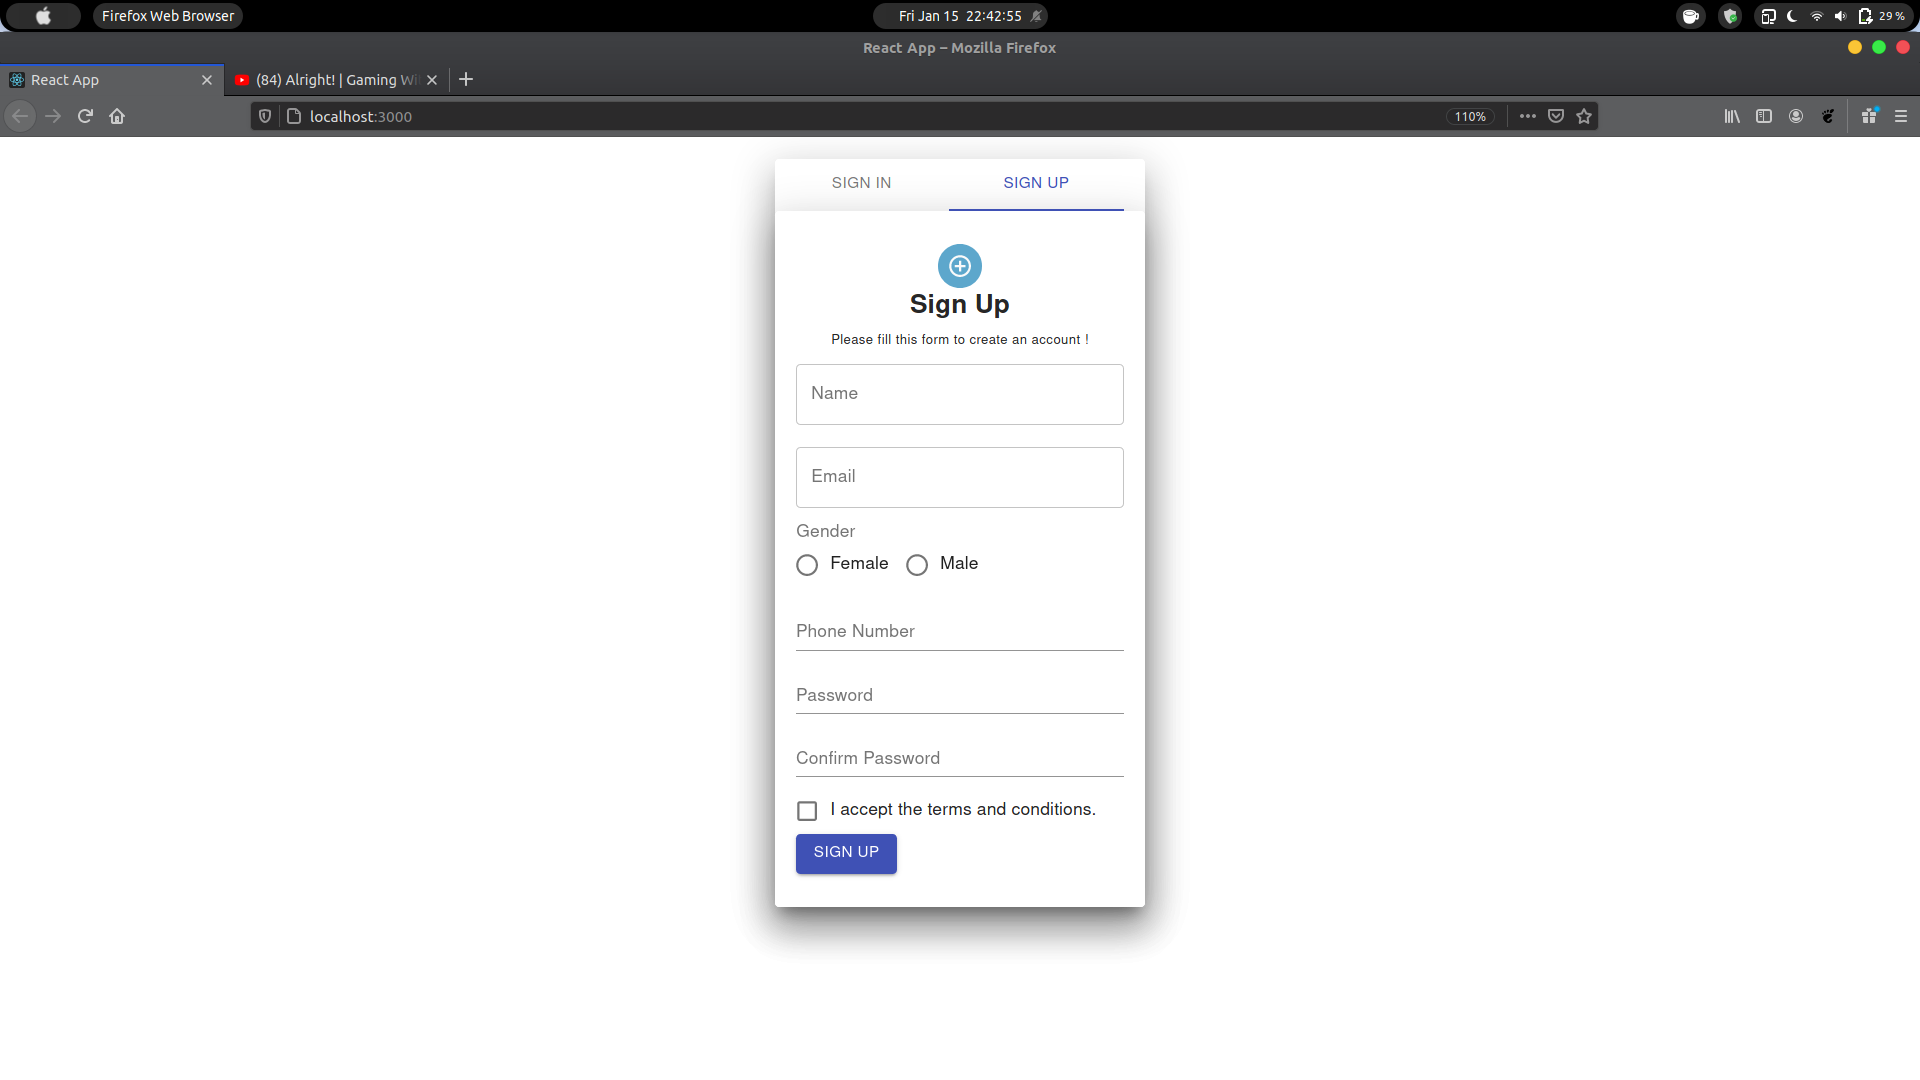 Firefox Web Browser
Fri Jan 15 22:42:55
29 %
React App – Mozilla Firefox
React App
(84) Alright! | Gaming Wi
localhost:3000
110%
SIGN IN
SIGN UP
Sign Up
Please fill this form to create an account !
Name
Email
Gender
Female
Male
Phone Number
Password
Confirm Password
I accept the terms and conditions.
SIGN UP